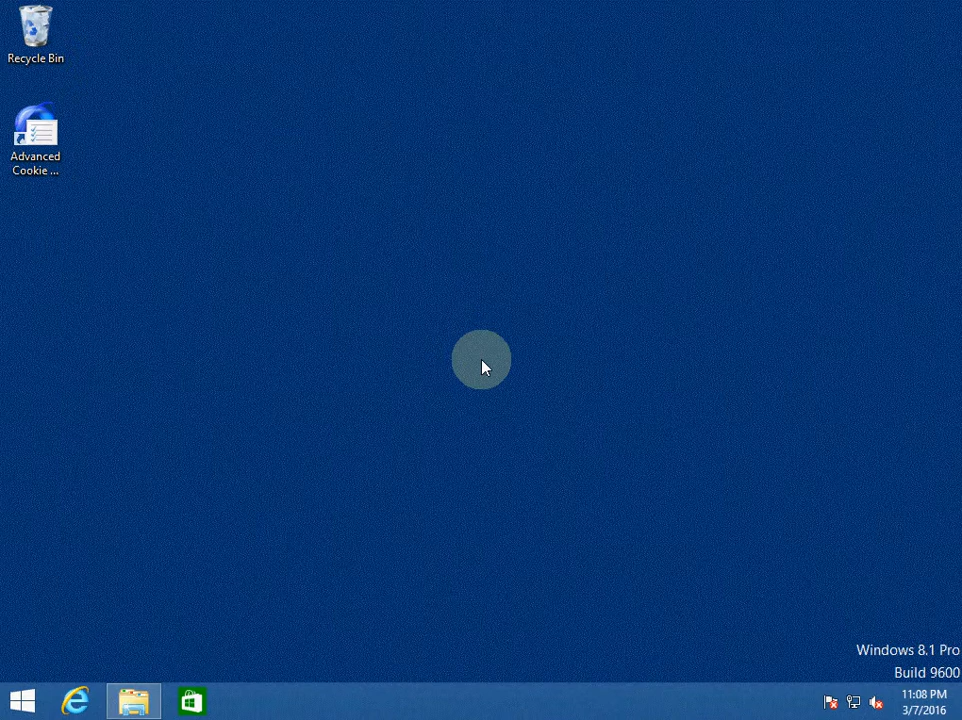 Recycle Bin
Advanced
Cookie ...
Windows 8.1 Pro
Build 9600
11:08 PM
3/7/2016